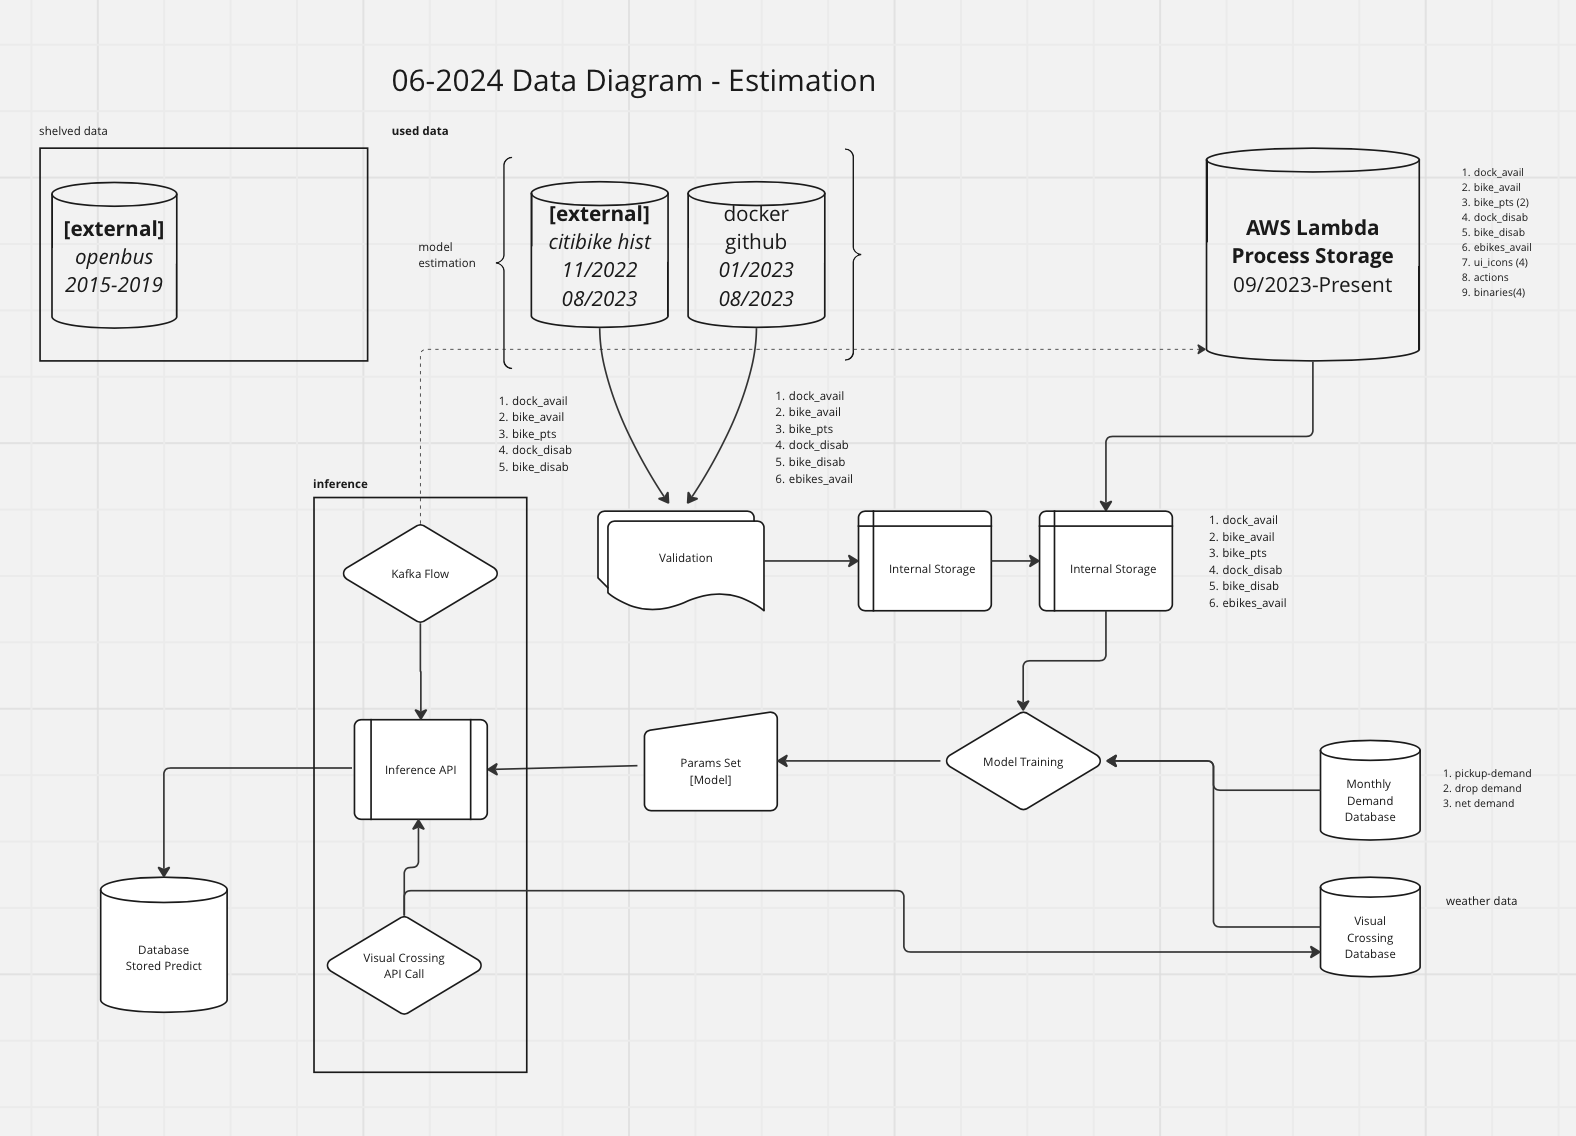 06-2024 Data Diagram - Estimation
shelved data
used data
[external]
openbus
2015-2019
model
estimation
[external]
citibike hist
11/2022
08/2023
docker
github
01/2023
08/2023
AWS Lambda
Process Storage
09/2023-Present
1. dock_avail
2. bike_avail
3. bike_pts (2)
4. dock_disab
5. bike_disab
6. ebikes_avail
7. ui_icons (4)
8. actions
9. binaries(4)
1. dock_avail
2. bike_avail
3. bike_pts
4. dock_disab
5. bike_disab
1. dock_avail
2. bike_avail
3. bike_pts
4. dock_disab
5. bike_disab
6. ebikes_avail
inference
Kafka Flow
Validation
Internal Storage
Internal Storage
1. dock_avail
2. bike_avail
3. bike_pts
4. dock_disab
5. bike_disab
6. ebikes_avail
Inference API
Params Set
[Model]
Model Training
Monthly
Demand
Database
1. pickup-demand
2. drop demand
3. net demand
Database
Stored Predict
Visual Crossing
API Call
Visual
Crossing
Database
weather data